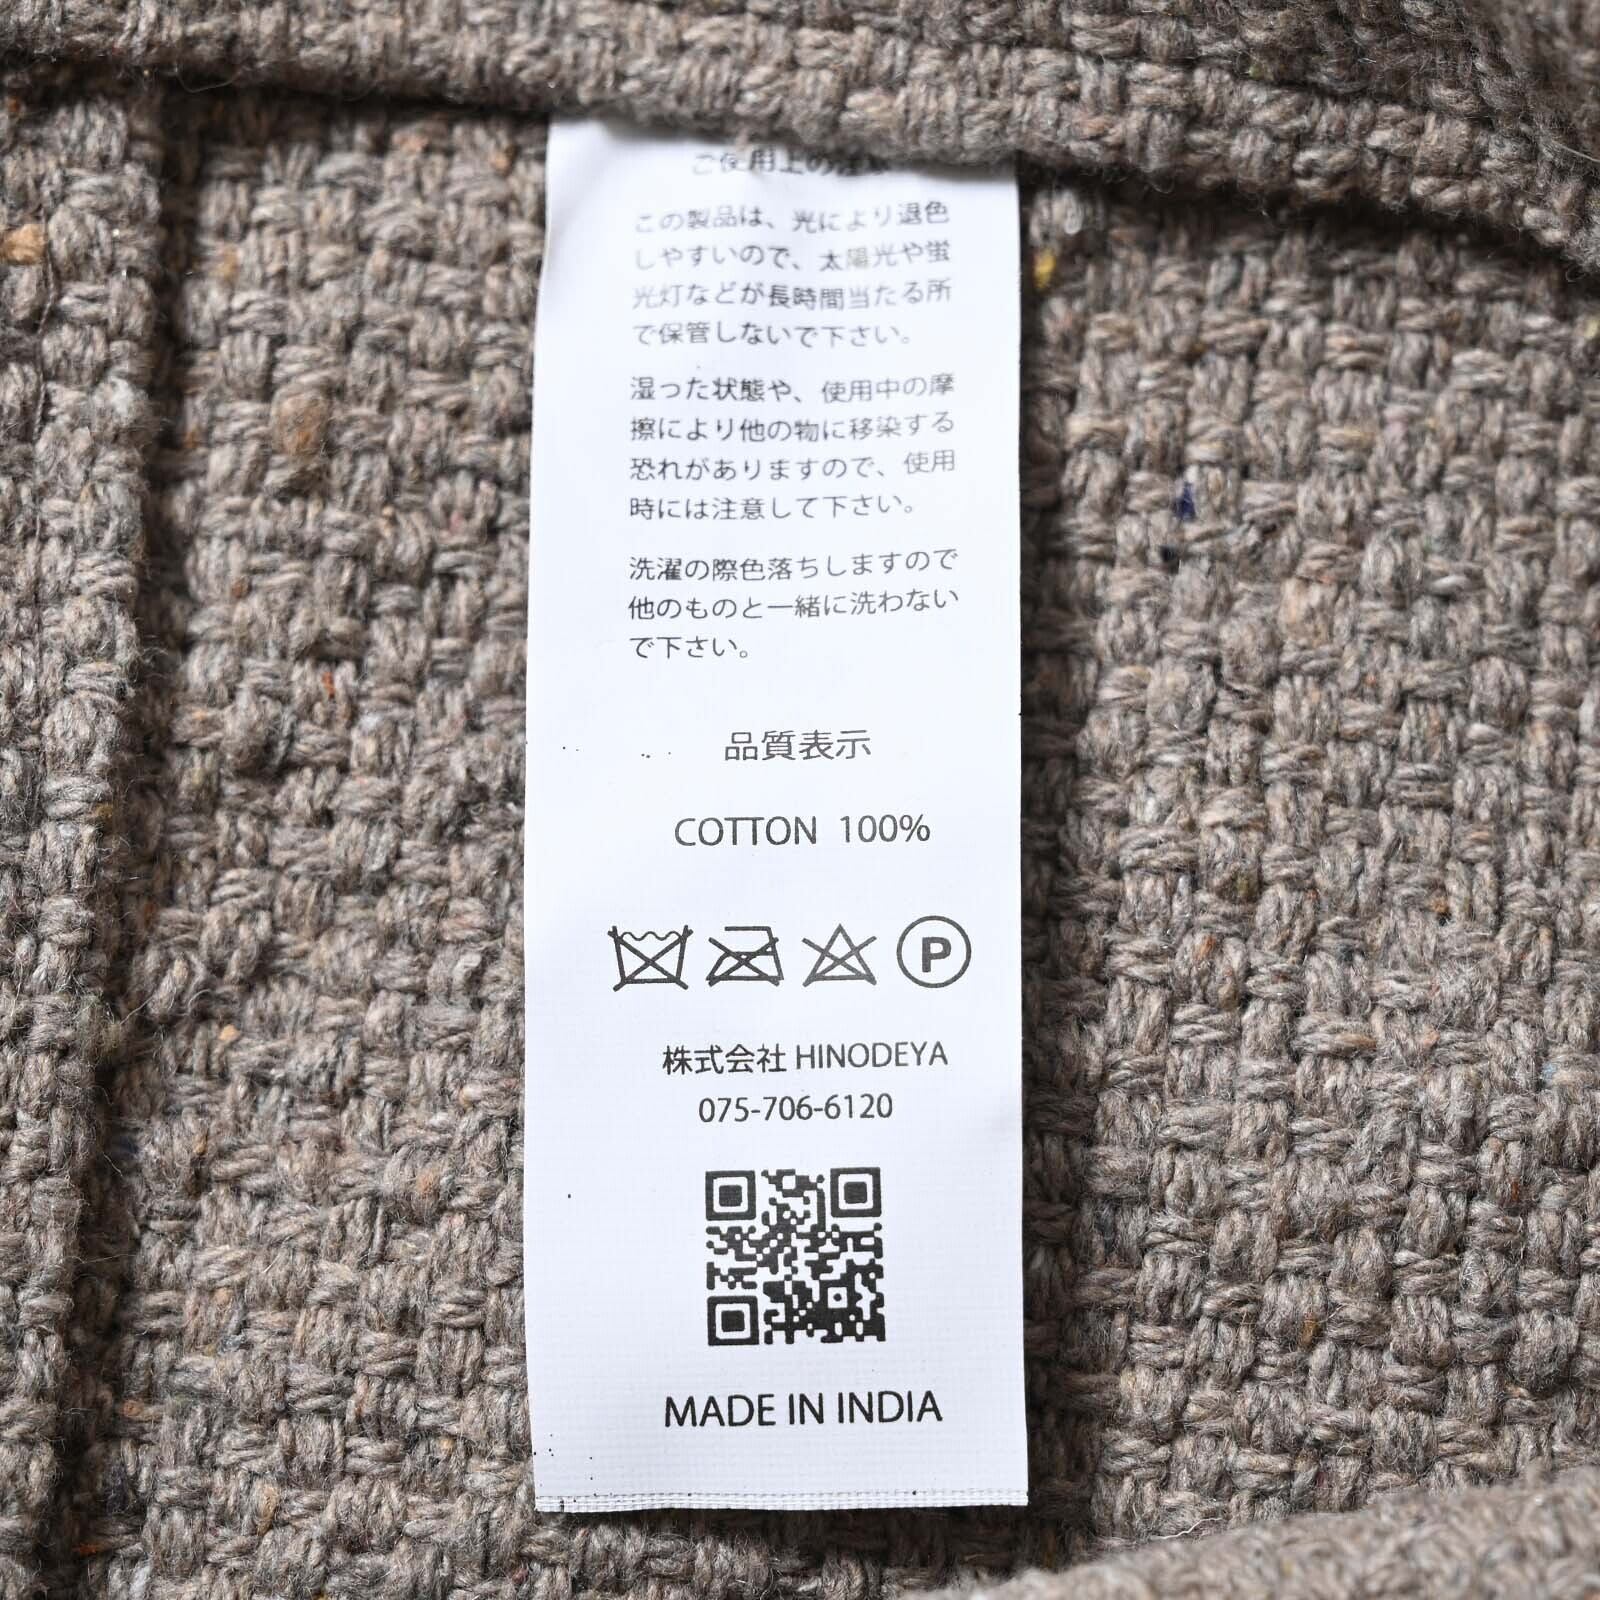 ご使用上の注意
この製品は、光により退色
しやすいので、太陽光や蛍
光灯などが長時間当たる所
で保管しないで下さい。
湿った状態や、使用中の摩
擦により他の物に移染する
恐れがありますので、使用
時には注意して下さい。
洗濯の際色落ちしますので
他のものと一緒に洗わない
で下さい。
品質表示
COTTON 100%
P
株式会社 HINODEYA
075-706-6120
MADE IN INDIA